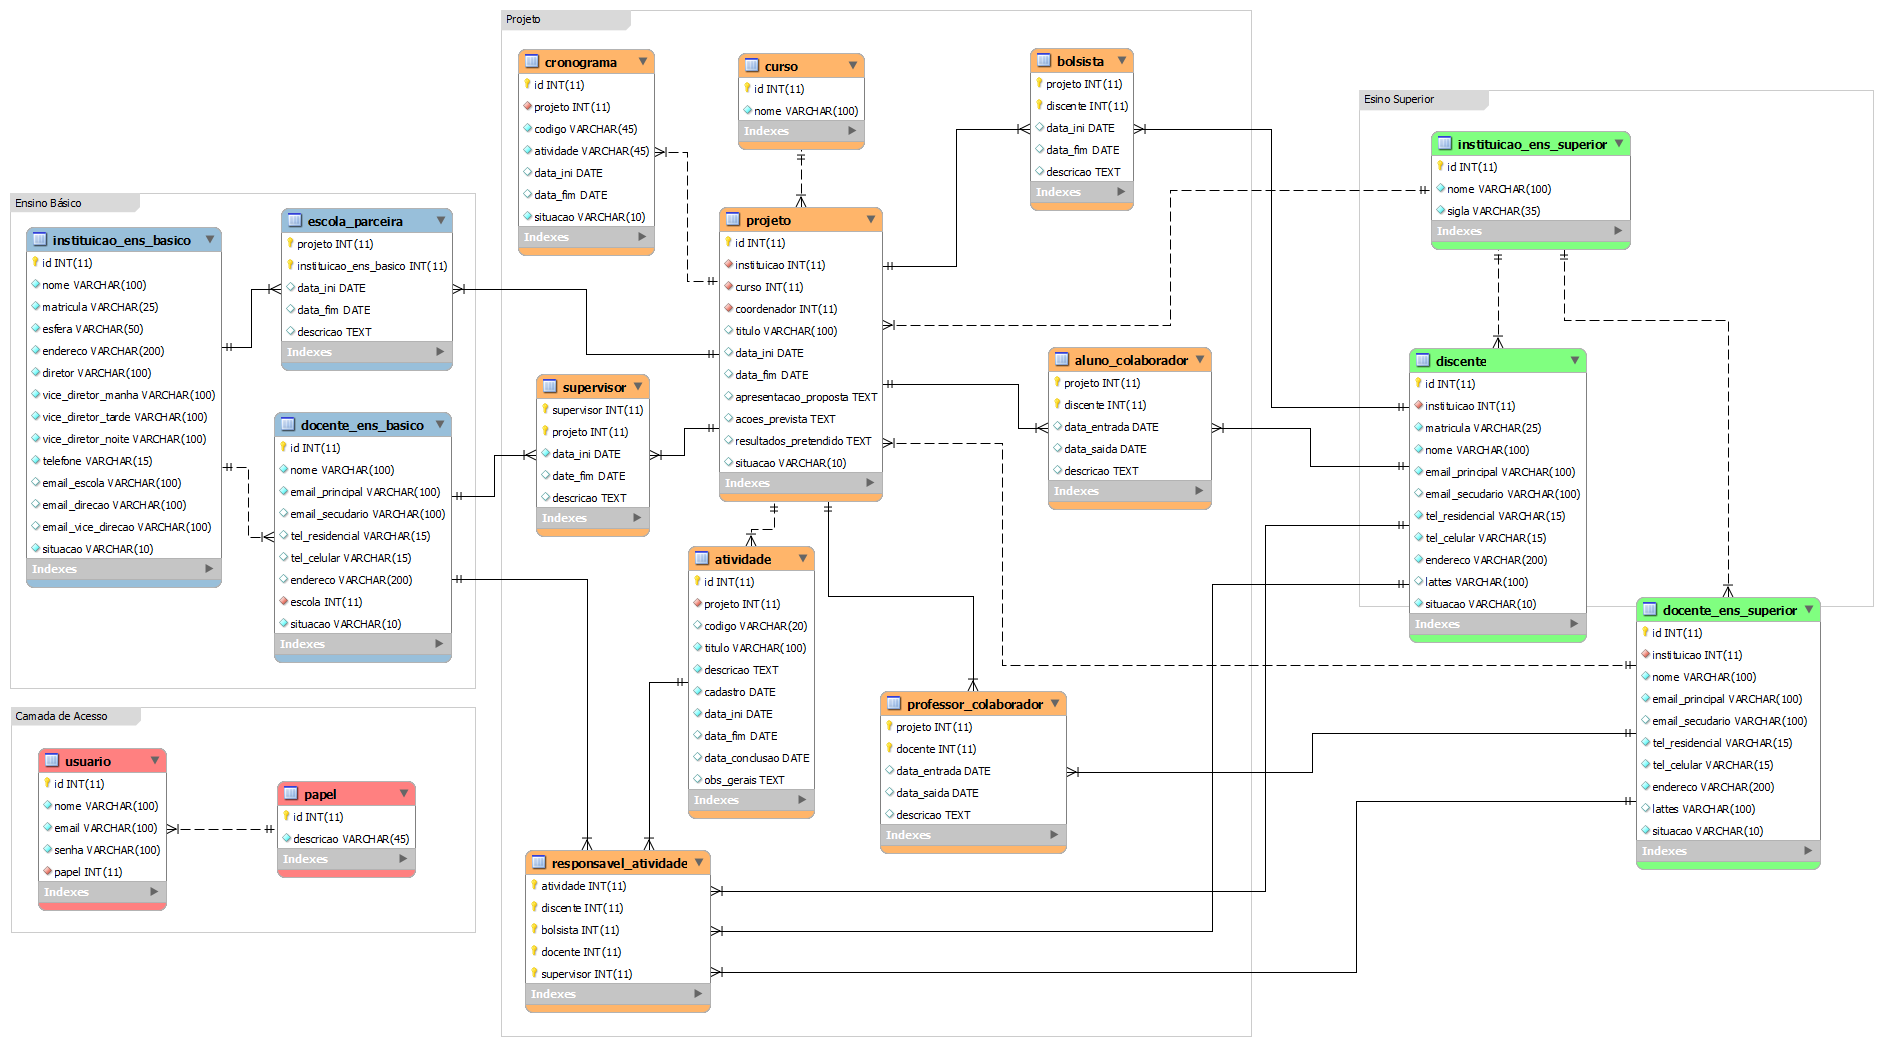 Projeto
cronograma
id INT(11)
projeto INT(11)
codigo VARCHAR(45)
atividade VARCHAR(45)
data_ini DATE
data_fim DATE
situacao VARCHAR(10)
Indexes
curso
id INT(11)
nome VARCHAR(100)
Indexes
bolsista
projeto INT(11)
discente INT(11)
data_ini DATE
data_fim DATE
descricao TEXT
Indexes
Esino Superior
instituicao_ens_superior
id INT(11)
nome VARCHAR(100)
sigla VARCHAR(35)
Indexes
Ensino Básico
instituicao_ens_basico
id INT(11)
nome VARCHAR(100)
matricula VARCHAR(25)
esfera VARCHAR(50)
endereco VARCHAR(200)
diretor VARCHAR(100)
vice_diretor_manha VARCHAR(100)
vice_diretor_tarde VARCHAR(100)
vice_diretor_noite VARCHAR(100)
telefone VARCHAR(15)
email_escola VARCHAR(100)
email_direcao VARCHAR(100)
email_vice_direcao VARCHAR(100)
situacao VARCHAR(10)
Indexes
escola_parceira
projeto INT(11)
instituicao_ens_basico INT(11)
data_ini DATE
data_fim DATE
descricao TEXT
Indexes
projeto
id INT(11)
instituicao INT(11)
curso INT(11)
coordenador INT(11)
titulo VARCHAR(100)
data_ini DATE
data_fim DATE
apresentacao_proposta TEXT
acoes_prevista TEXT
resultados_pretendido TEXT
situacao VARCHAR(10)
Indexes
supervisor
supervisor INT(11)
projeto INT(11)
data_ini DATE
date_fim DATE
descricao TEXT
Indexes
aluno_colaborador
projeto INT(11)
discente INT(11)
data_entrada DATE
data_saida DATE
descricao TEXT
Indexes
discente
id INT(11)
instituicao INT(11)
matricula VARCHAR(25)
nome VARCHAR(100)
email_principal VARCHAR(100)
email_secudario VARCHAR(100)
tel_residencial VARCHAR(15)
tel_celular VARCHAR(15)
endereco VARCHAR(200)
lattes VARCHAR(100)
situacao VARCHAR(10)
Indexes
docente_ens_basico
id INT(11)
nome VARCHAR(100)
email_principal VARCHAR(100)
email_secudario VARCHAR(100)
tel_residencial VARCHAR(15)
tel_celular VARCHAR(15)
endereco VARCHAR(200)
escola INT(11)
situacao VARCHAR(10)
Indexes
atividade
id INT(11)
projeto INT(11)
codigo VARCHAR(20)
titulo VARCHAR(100)
descricao TEXT
cadastro DATE
data_ini DATE
data_fim DATE
data_conclusao DATE
obs_gerais TEXT
Indexes
docente_ens_superior
id INT(11)
instituicao INT(11)
nome VARCHAR(100)
email_principal VARCHAR(100)
email_secudario VARCHAR(100)
tel_residencial VARCHAR(15)
tel_celular VARCHAR(15)
endereco VARCHAR(200)
lattes VARCHAR(100)
situacao VARCHAR(10)
Indexes
professor_colaborador
projeto INT(11)
docente INT(11)
data_entrada DATE
data_saida DATE
descricao TEXT
Indexes
Camada de Acesso
usuario
id INT(11)
nome VARCHAR(100)
email VARCHAR(100)
senha VARCHAR(100)
papel INT(11)
Indexes
papel
id INT(11)
descricao VARCHAR(45)
Indexes
responsavel_atividade
atividade INT(11)
discente INT(11)
bolsista INT(11)
docente INT(11)
supervisor INT(11)
Indexes